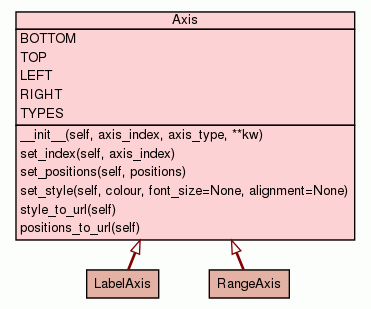 Axis
BOTTOM
TOP
LEFT
RIGHT
TYPES
__init__(self, axis_index, axis_type, **kw)
set_index(self, axis_index)
set_positions(self, positions)
set_style(self, colour, font_size=None, alignment=None)
style_to_url(self)
positions_to_url(self)
LabelAxis
RangeAxis